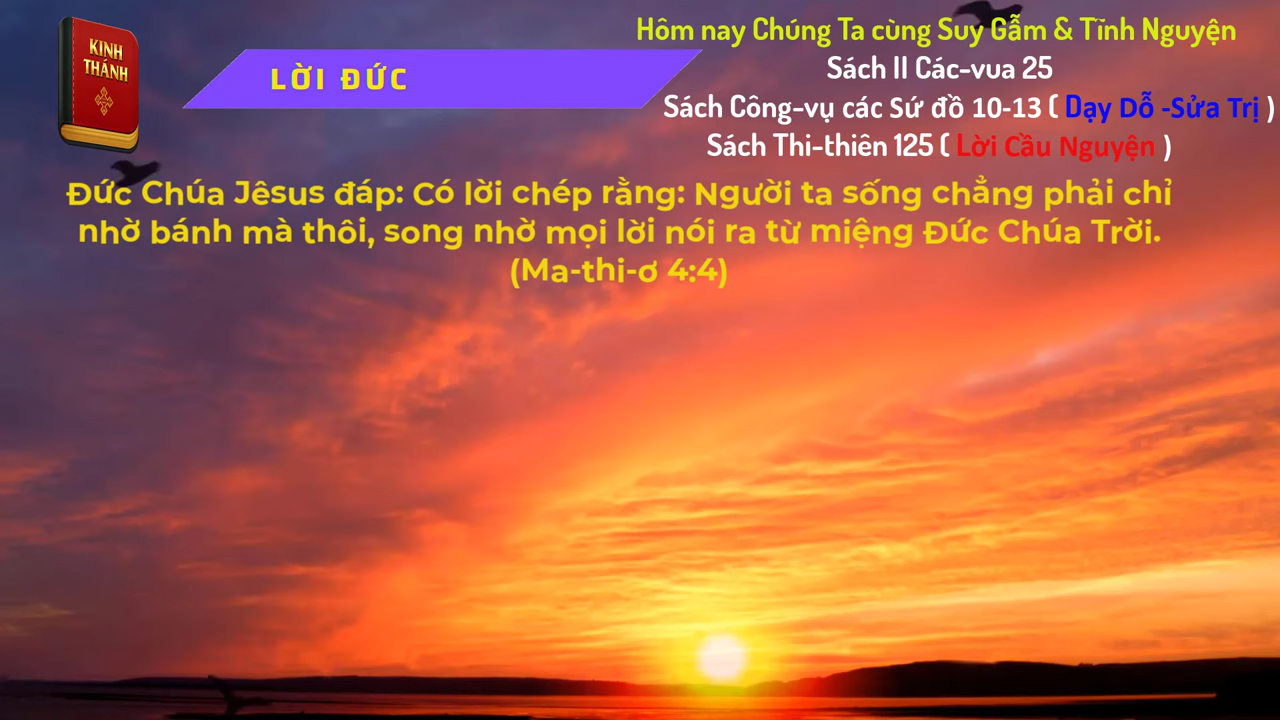 KINH
THÁNH
LỜI ĐỨC
Hôm nay Chúng Ta cùng Suy Gẫm & Tĩnh Nguyện
Sách II Các-vua 25
Sách Công-vụ các Sứ đồ 10-13 ( Dạy Dỗ -Sửa Trị )
Sách Thi-thiên 125 ( Lời Cầu Nguyện )
Đức Chúa Jêsus đáp: Có lời chép rằng: Người ta sống chẳng phải chỉ
nhờ bánh mà thôi, song nhờ mọi lời nói ra từ miệng Đức Chúa Trời.
(Ma-thi-ơ 4:4)